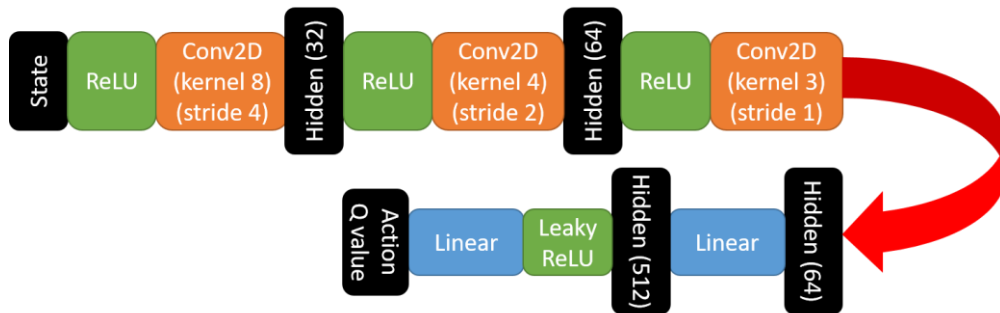 State
ReLU
Conv2D
(kernel 8)
(stride 4)
Hidden (32)
ReLU
Conv2D
(kernel 4)
(stride 2)
Hidden (64)
ReLU
Conv2D
(kernel 3)
(stride 1)
Hidden (64)
Linear
Hidden (512)
Leaky
ReLU
Linear
Action
Q value